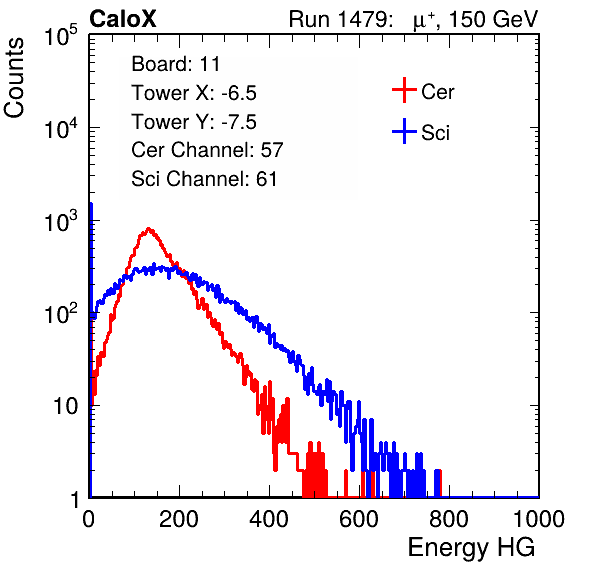 CaloX Run 1479: μ⁺, 150 GeV
Board: 11
Tower X: -6.5
Tower Y: -7.5
Cer Channel: 57
Sci Channel: 61
Cer
Sci
Counts
10⁵
10⁴
10³
10²
10
1
0 200 400 600 800 1000
Energy HG